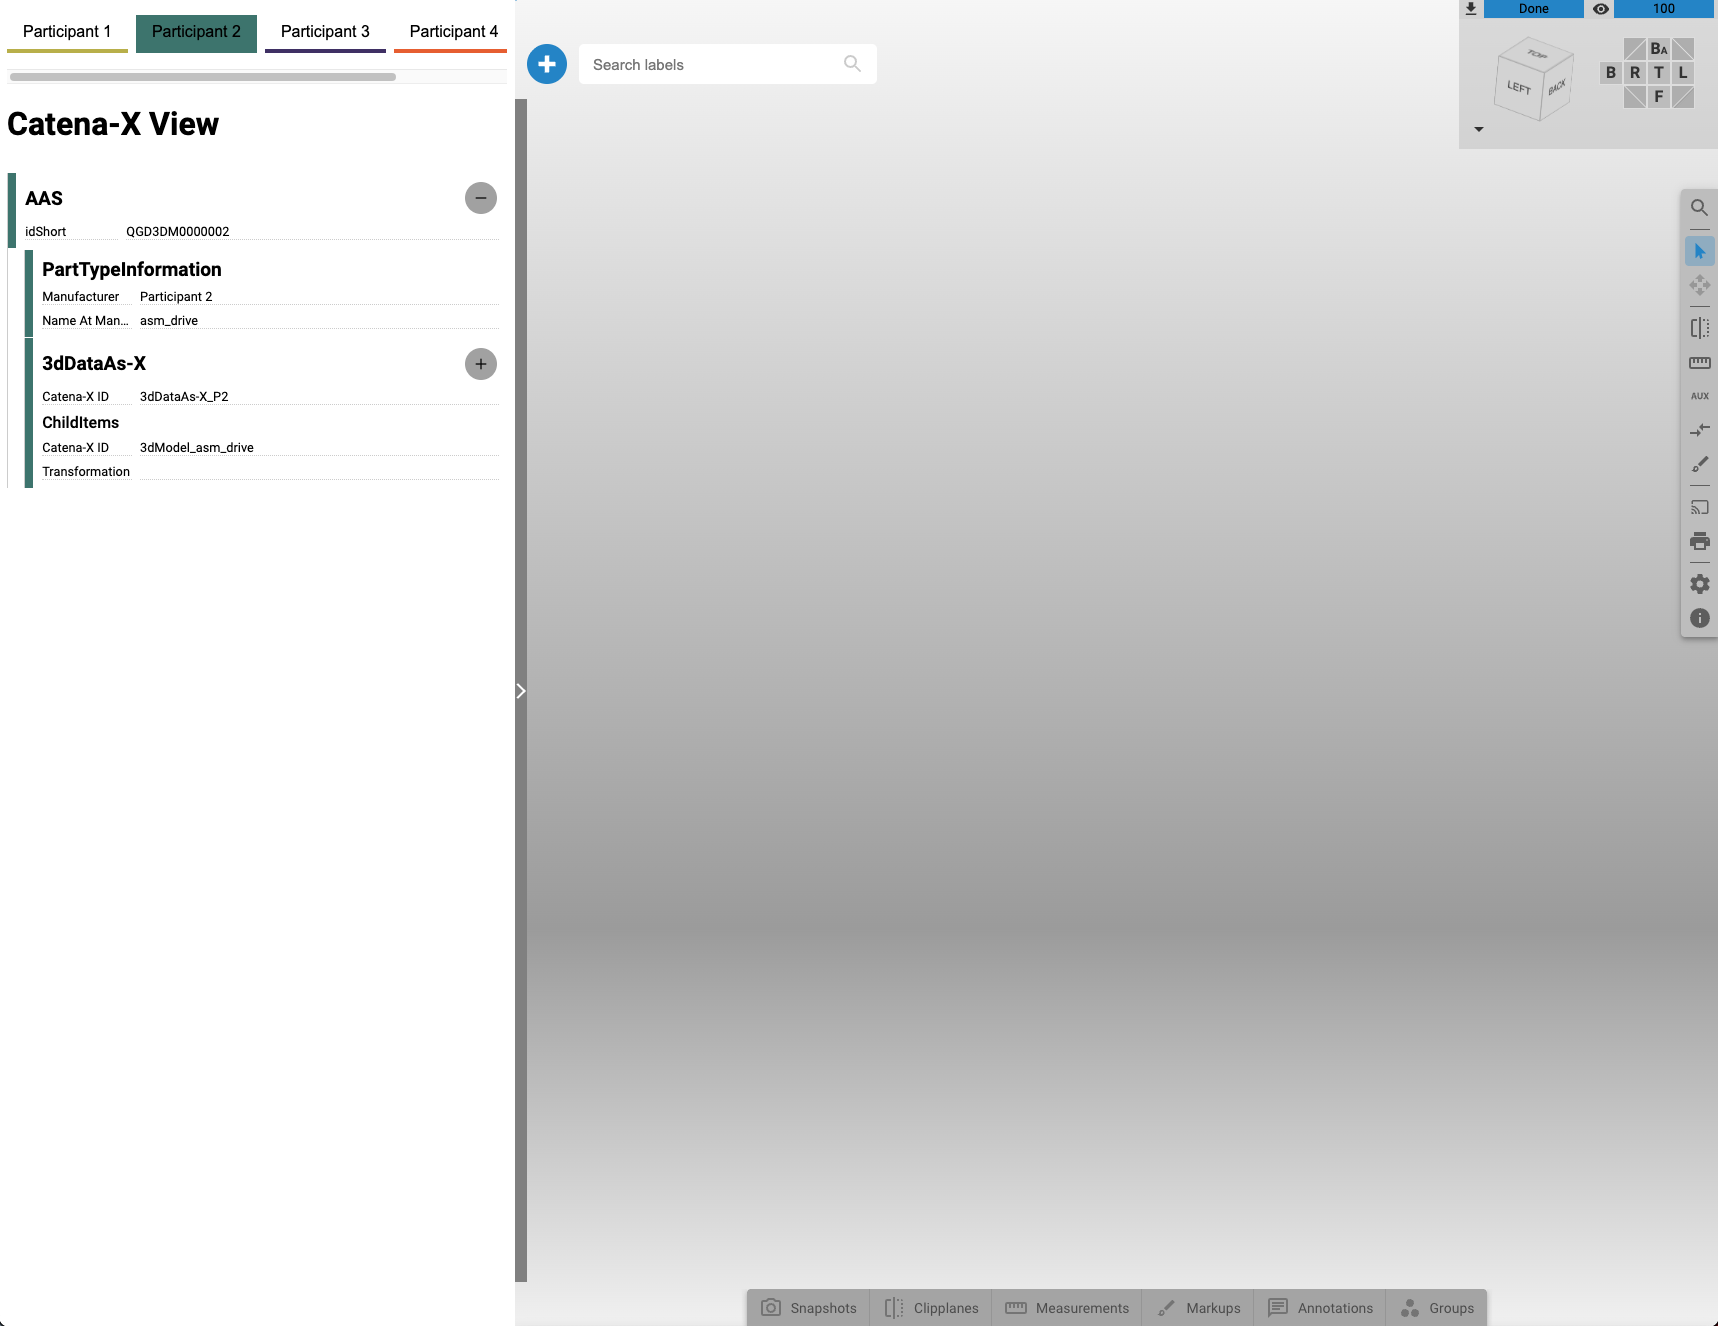 Participant 1 Participant 2 Participant 3 Participant 4
Catena-X View
AAS
idShort QGD3DM0000002
PartTypeInformation
Manufacturer Participant 2
Name At Man... asm_drive
3dDataAs-X
Catena-X ID 3dDataAs-X_P2
ChildItems
Catena-X ID 3dModel_asm_drive
Transformation
Search labels
Done 100
TOP
LEFT BACK
BA
B R T L
F
AUX
Snapshots Clipplanes Measurements Markups Annotations Groups